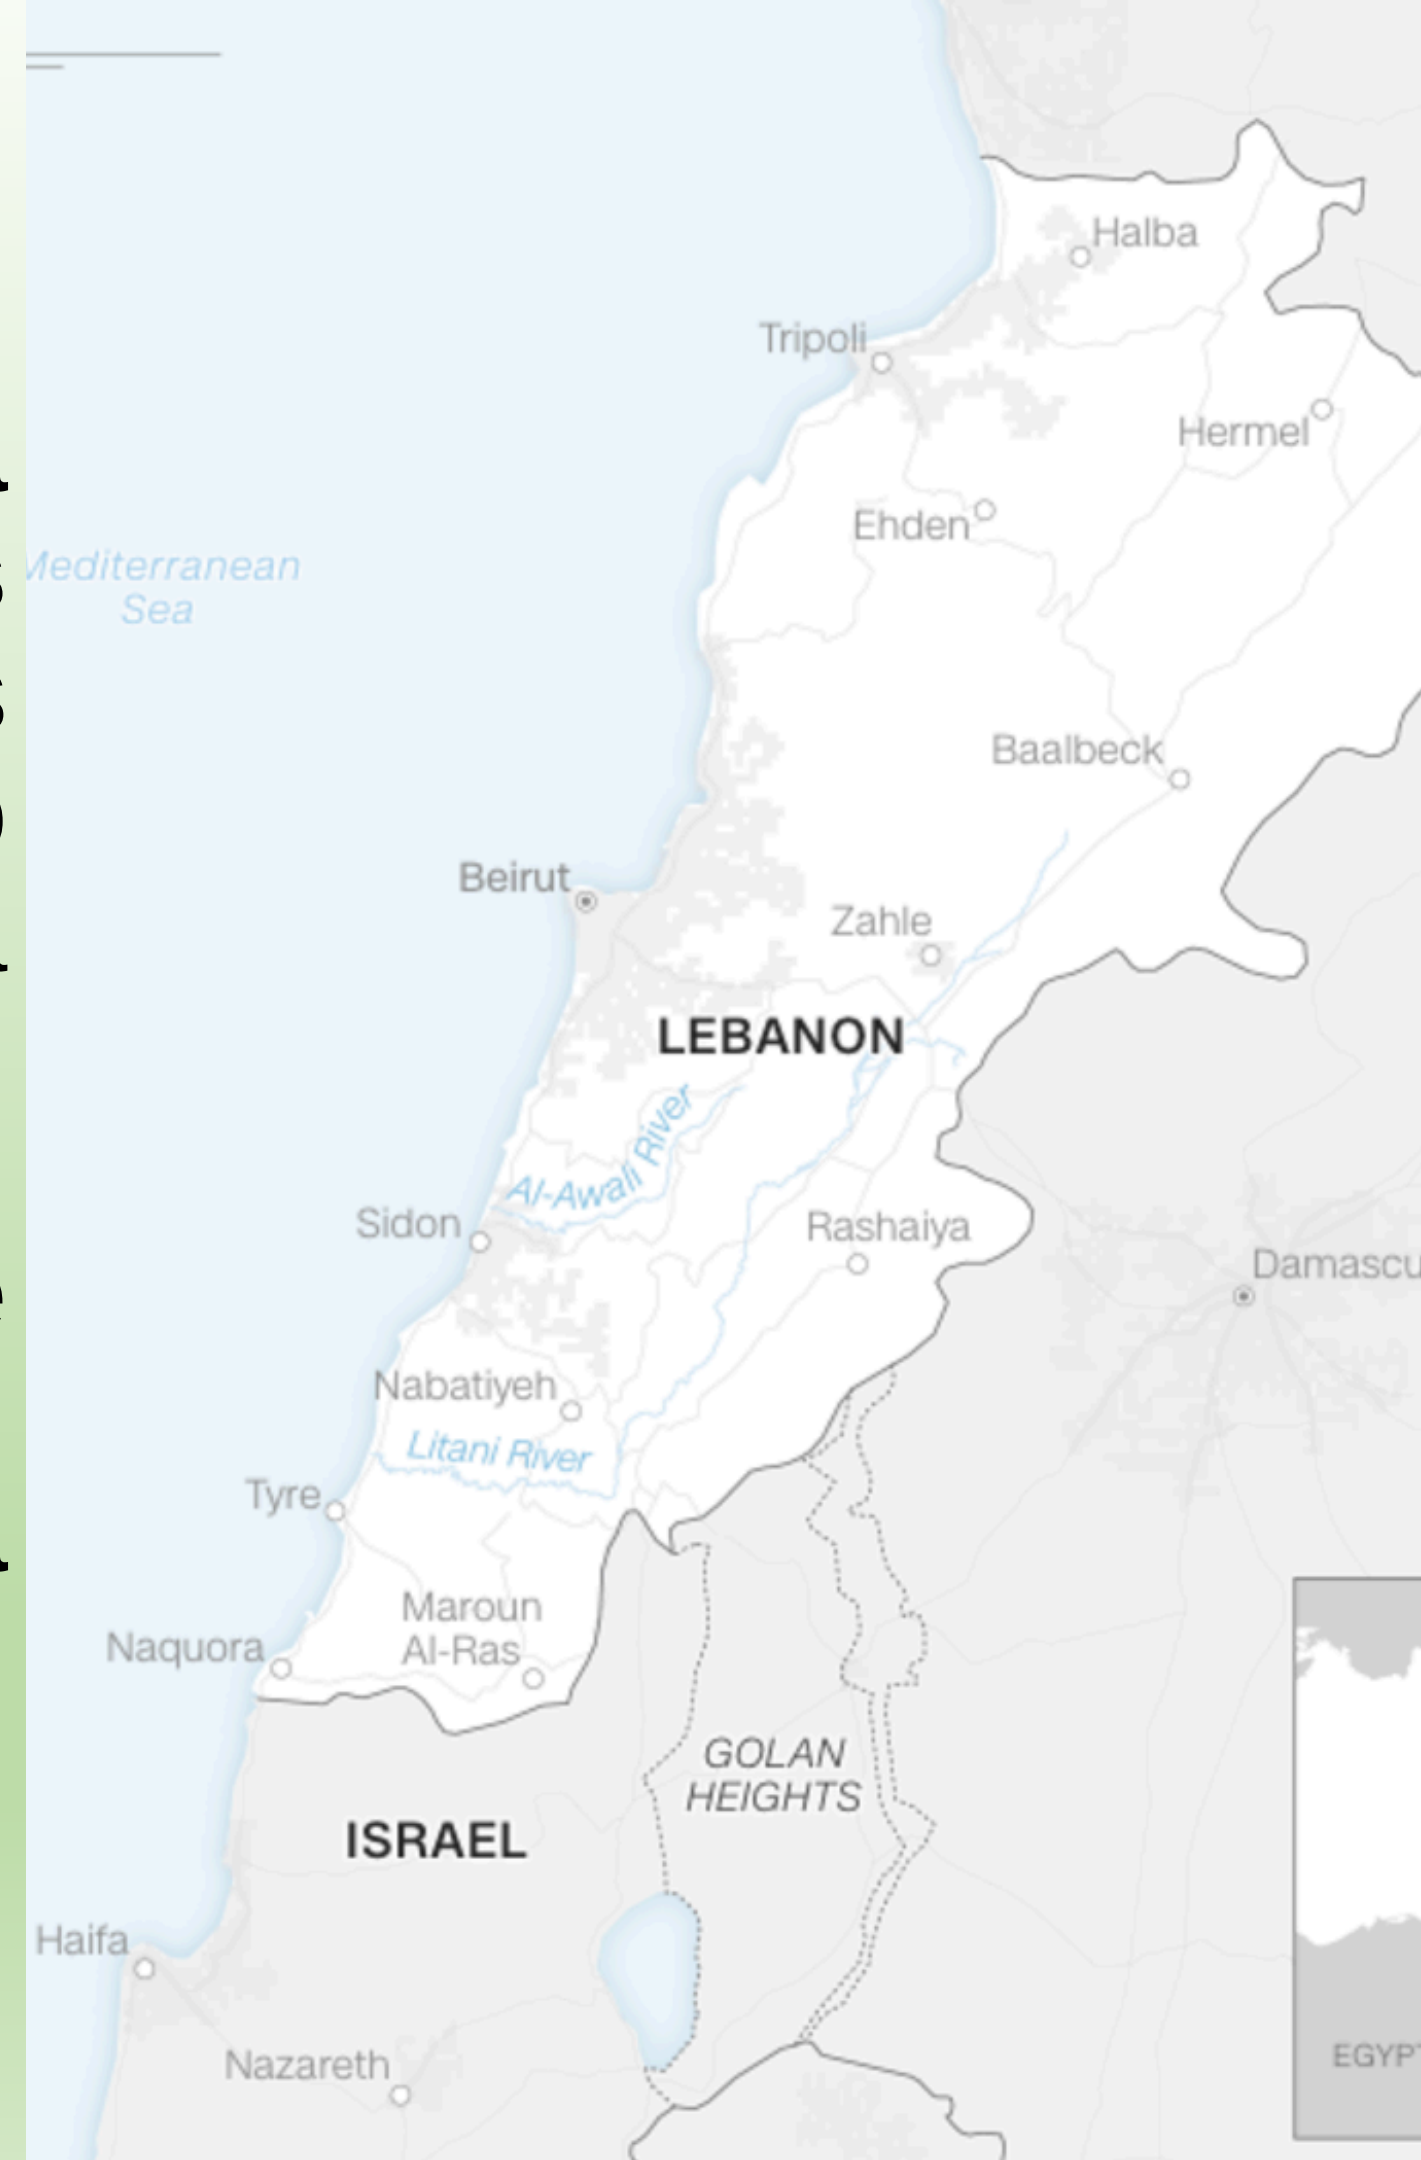 Halba
Tripoli
Hermel
Ehden
Mediterranean
Sea
Baalbeck
Beirut
Zahle
LEBANON
Al-Awali River
Sidon
Rashaiya
Damascu
Nabatiyeh
Litani River
Tyre
Maroun
Al-Ras
Naquora
GOLAN
HEIGHTS
ISRAEL
Haifa
EGYPT
Nazareth